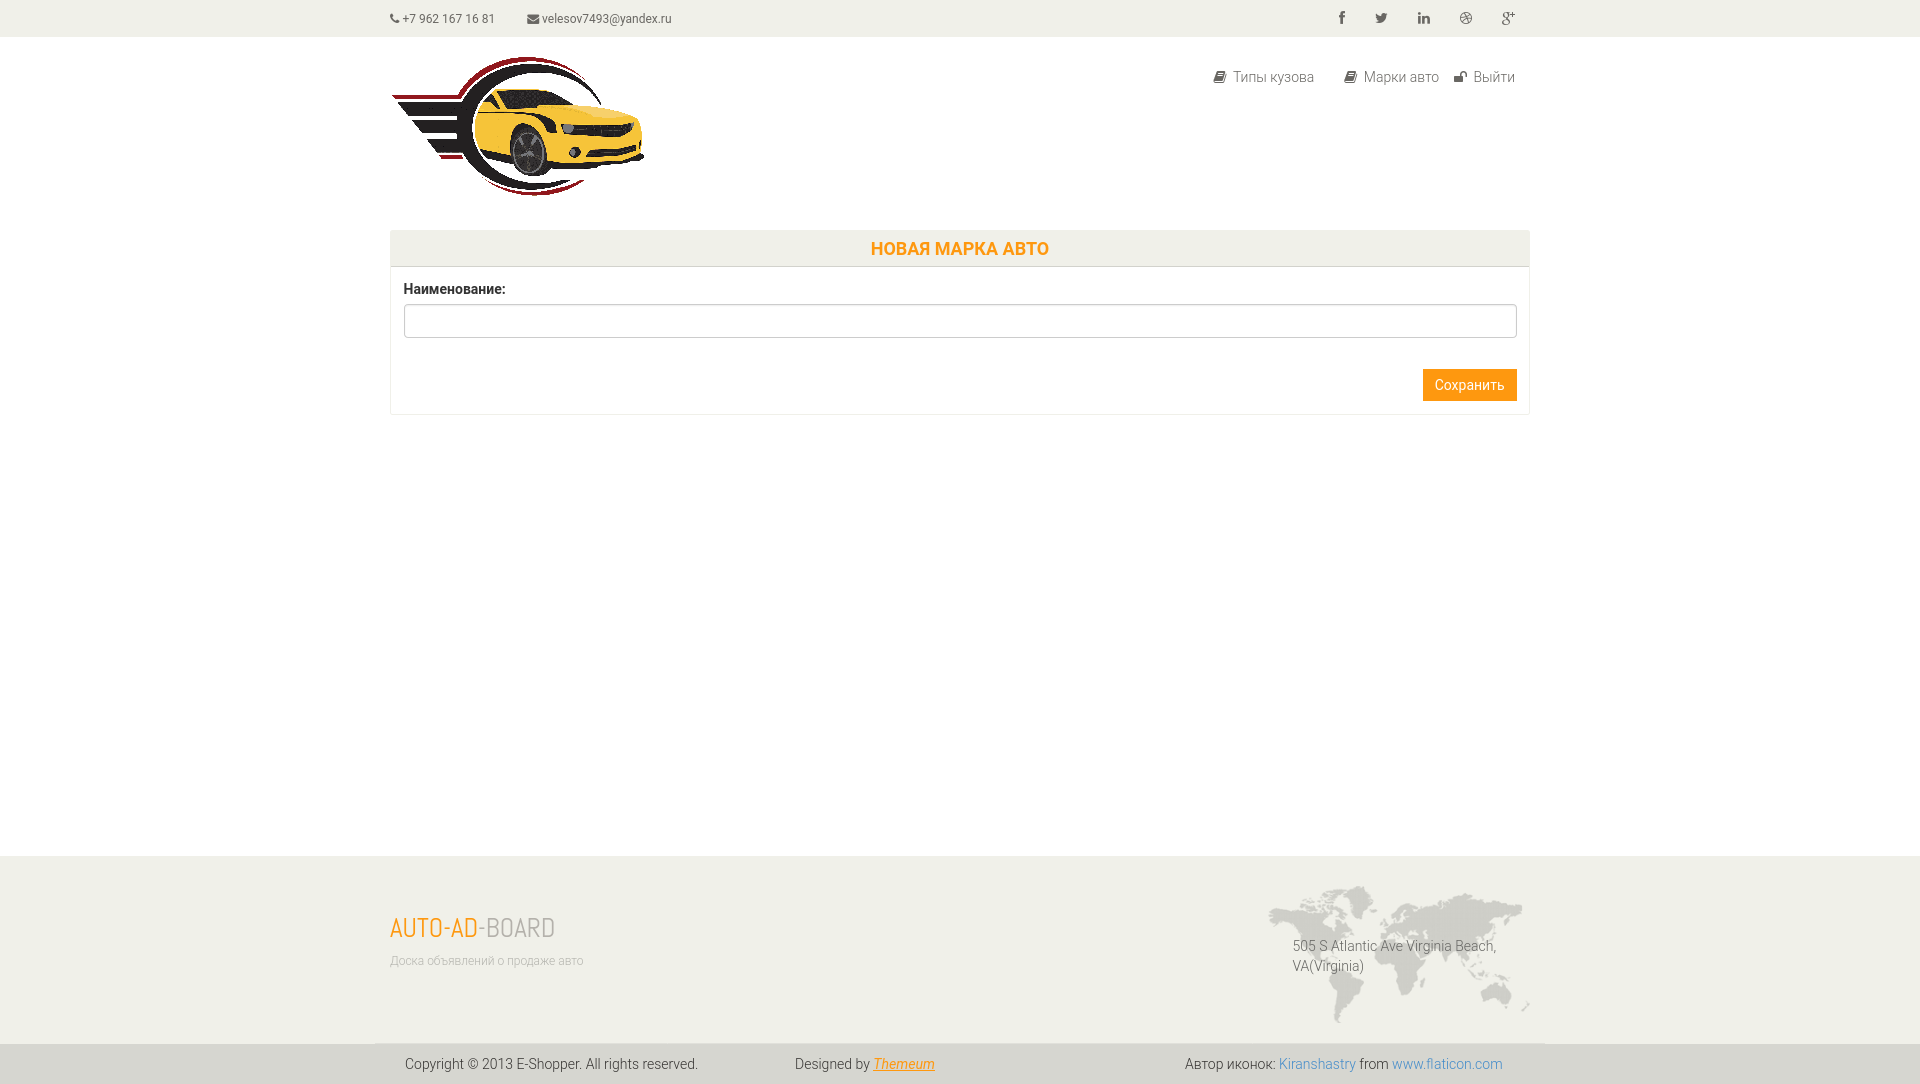 +7 962 167 16 81 velesov7493@yandex.ru
Типы кузова Марки авто Выйти
НОВАЯ МАРКА АВТО
Наименование:
Сохранить
AUTO-AD-BOARD
Доска объявлений о продаже авто
505 S Atlantic Ave Virginia Beach,
VA(Virginia)
Copyright © 2013 E-Shopper. All rights reserved. Designed by Themeum Автор иконок: Kiranshastry from www.flaticon.com